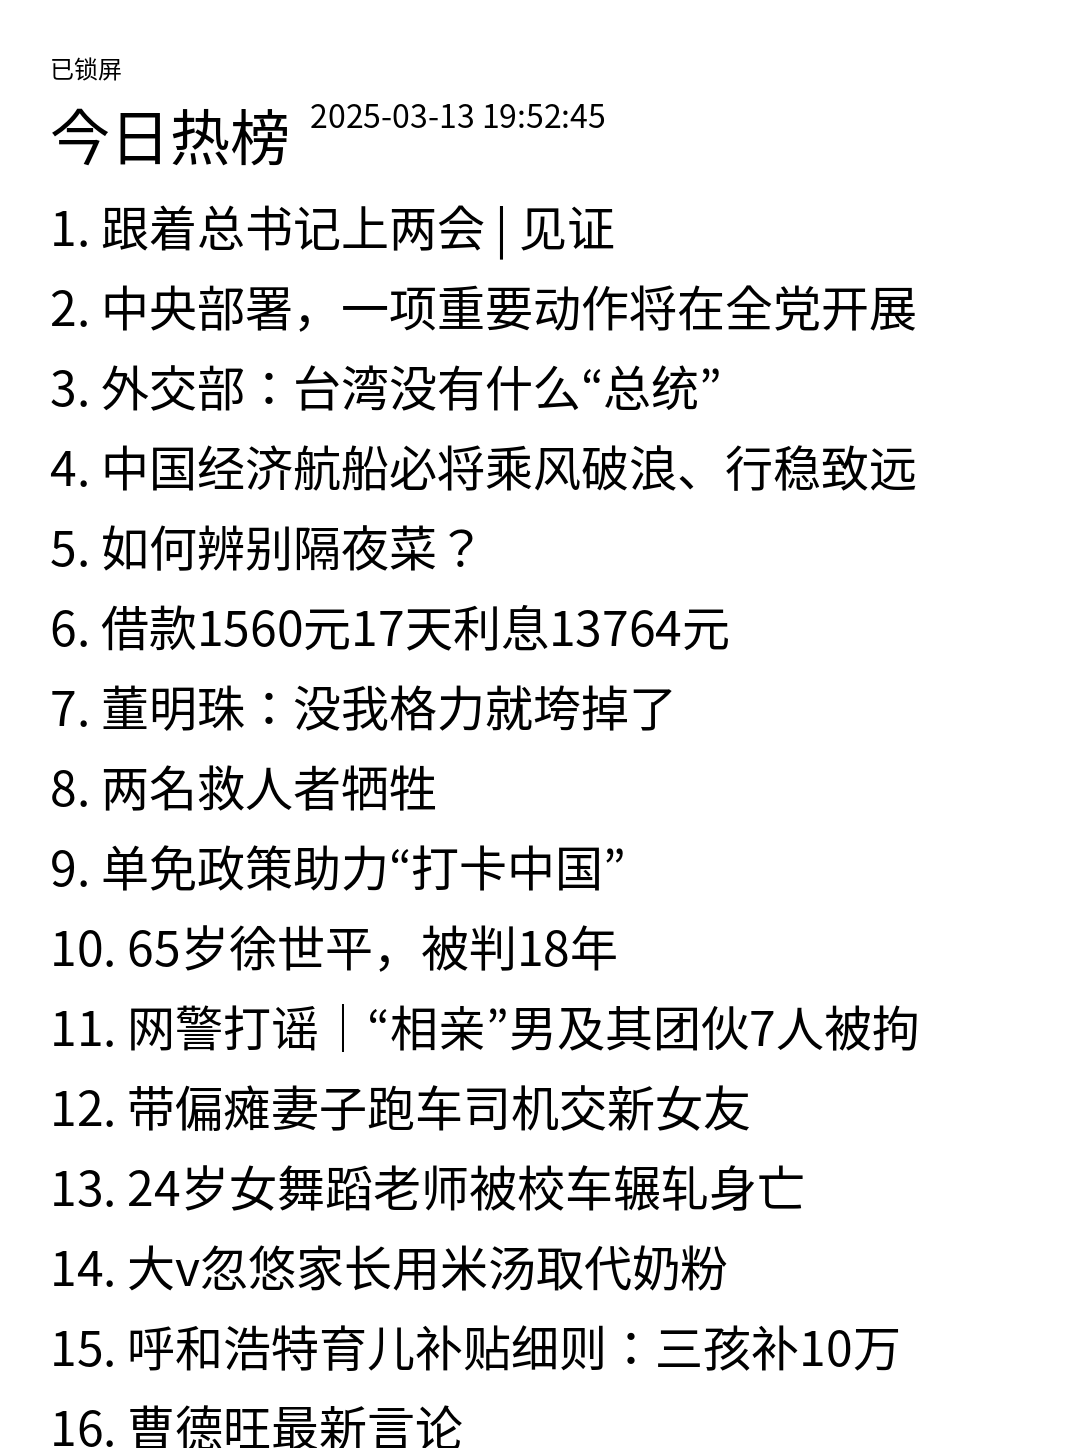 已锁屏
今日热榜 2025-03-13 19:52:45
1. 跟着总书记上两会 | 见证
2. 中央部署，一项重要动作将在全党开展
3. 外交部：台湾没有什么“总统”
4. 中国经济航船必将乘风破浪、行稳致远
5. 如何辨别隔夜菜？
6. 借款1560元17天利息13764元
7. 董明珠：没我格力就垮掉了
8. 两名救人者牺牲
9. 单免政策助力“打卡中国”
10. 65岁徐世平，被判18年
11. 网警打谣｜“相亲”男及其团伙7人被拘
12. 带偏瘫妻子跑车司机交新女友
13. 24岁女舞蹈老师被校车辗轧身亡
14. 大v忽悠家长用米汤取代奶粉
15. 呼和浩特育儿补贴细则：三孩补10万
16. 曹德旺最新言论